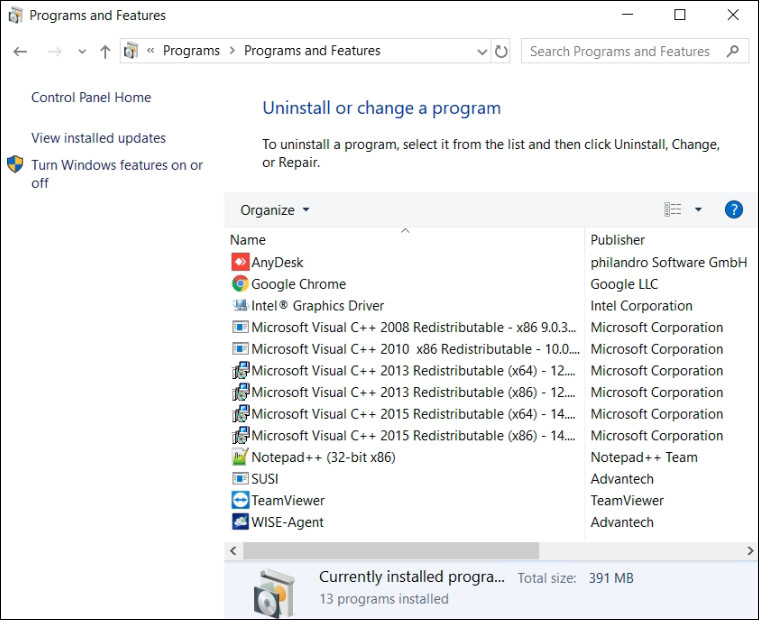 Programs and Features
« Programs > Programs and Features
Search Programs and Features
Control Panel Home
View installed updates
Turn Windows features on or
off
Uninstall or change a program
To uninstall a program, select it from the list and then click Uninstall, Change,
or Repair.
Organize
?
Name Publisher
AnyDesk philandro Software GmbH
Google Chrome Google LLC
Intel® Graphics Driver Intel Corporation
Microsoft Visual C++ 2008 Redistributable - x86 9.0.3... Microsoft Corporation
Microsoft Visual C++ 2010  x86 Redistributable - 10.0.... Microsoft Corporation
Microsoft Visual C++ 2013 Redistributable (x64) - 12.... Microsoft Corporation
Microsoft Visual C++ 2013 Redistributable (x86) - 12.... Microsoft Corporation
Microsoft Visual C++ 2015 Redistributable (x64) - 14.... Microsoft Corporation
Microsoft Visual C++ 2015 Redistributable (x86) - 14.... Microsoft Corporation
Notepad++ (32-bit x86) Notepad++ Team
SUSI Advantech
TeamViewer TeamViewer
WISE-Agent Advantech
Currently installed progra... Total size: 391 MB
13 programs installed